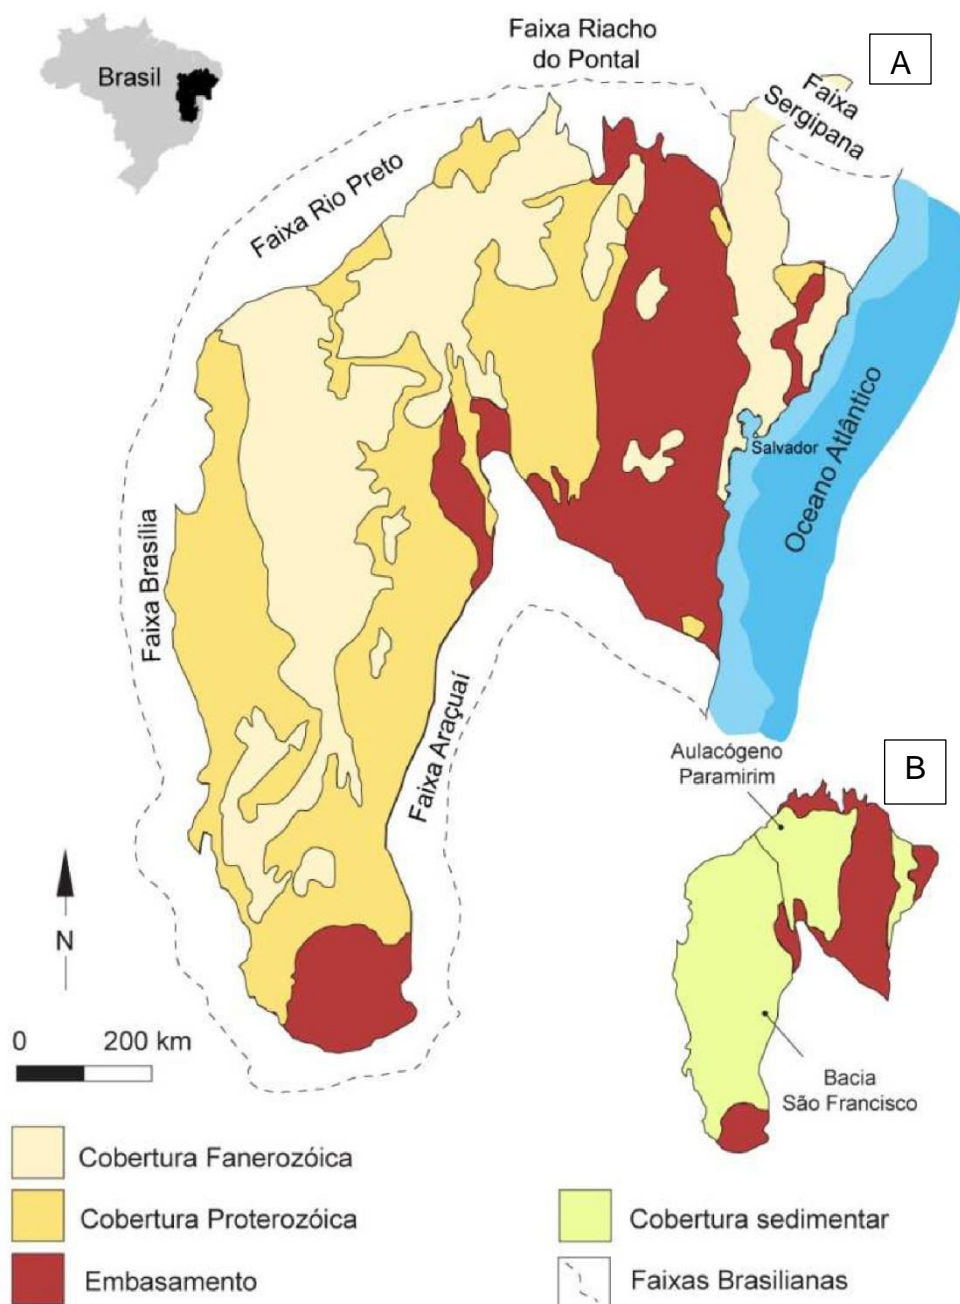 Brasil
Faixa Riacho
do Pontal
A
Faixa
Sergipana
Faixa Rio Preto
Salvador
Oceano Atlântico
Faixa Brasília
Faixa Araçuaí
Aulacógeno
Paramirim
B
N
0 200 km
Bacia
São Francisco
Cobertura Fanerozóica
Cobertura Proterozóica
Embasamento
Cobertura sedimentar
Faixas Brasilianas